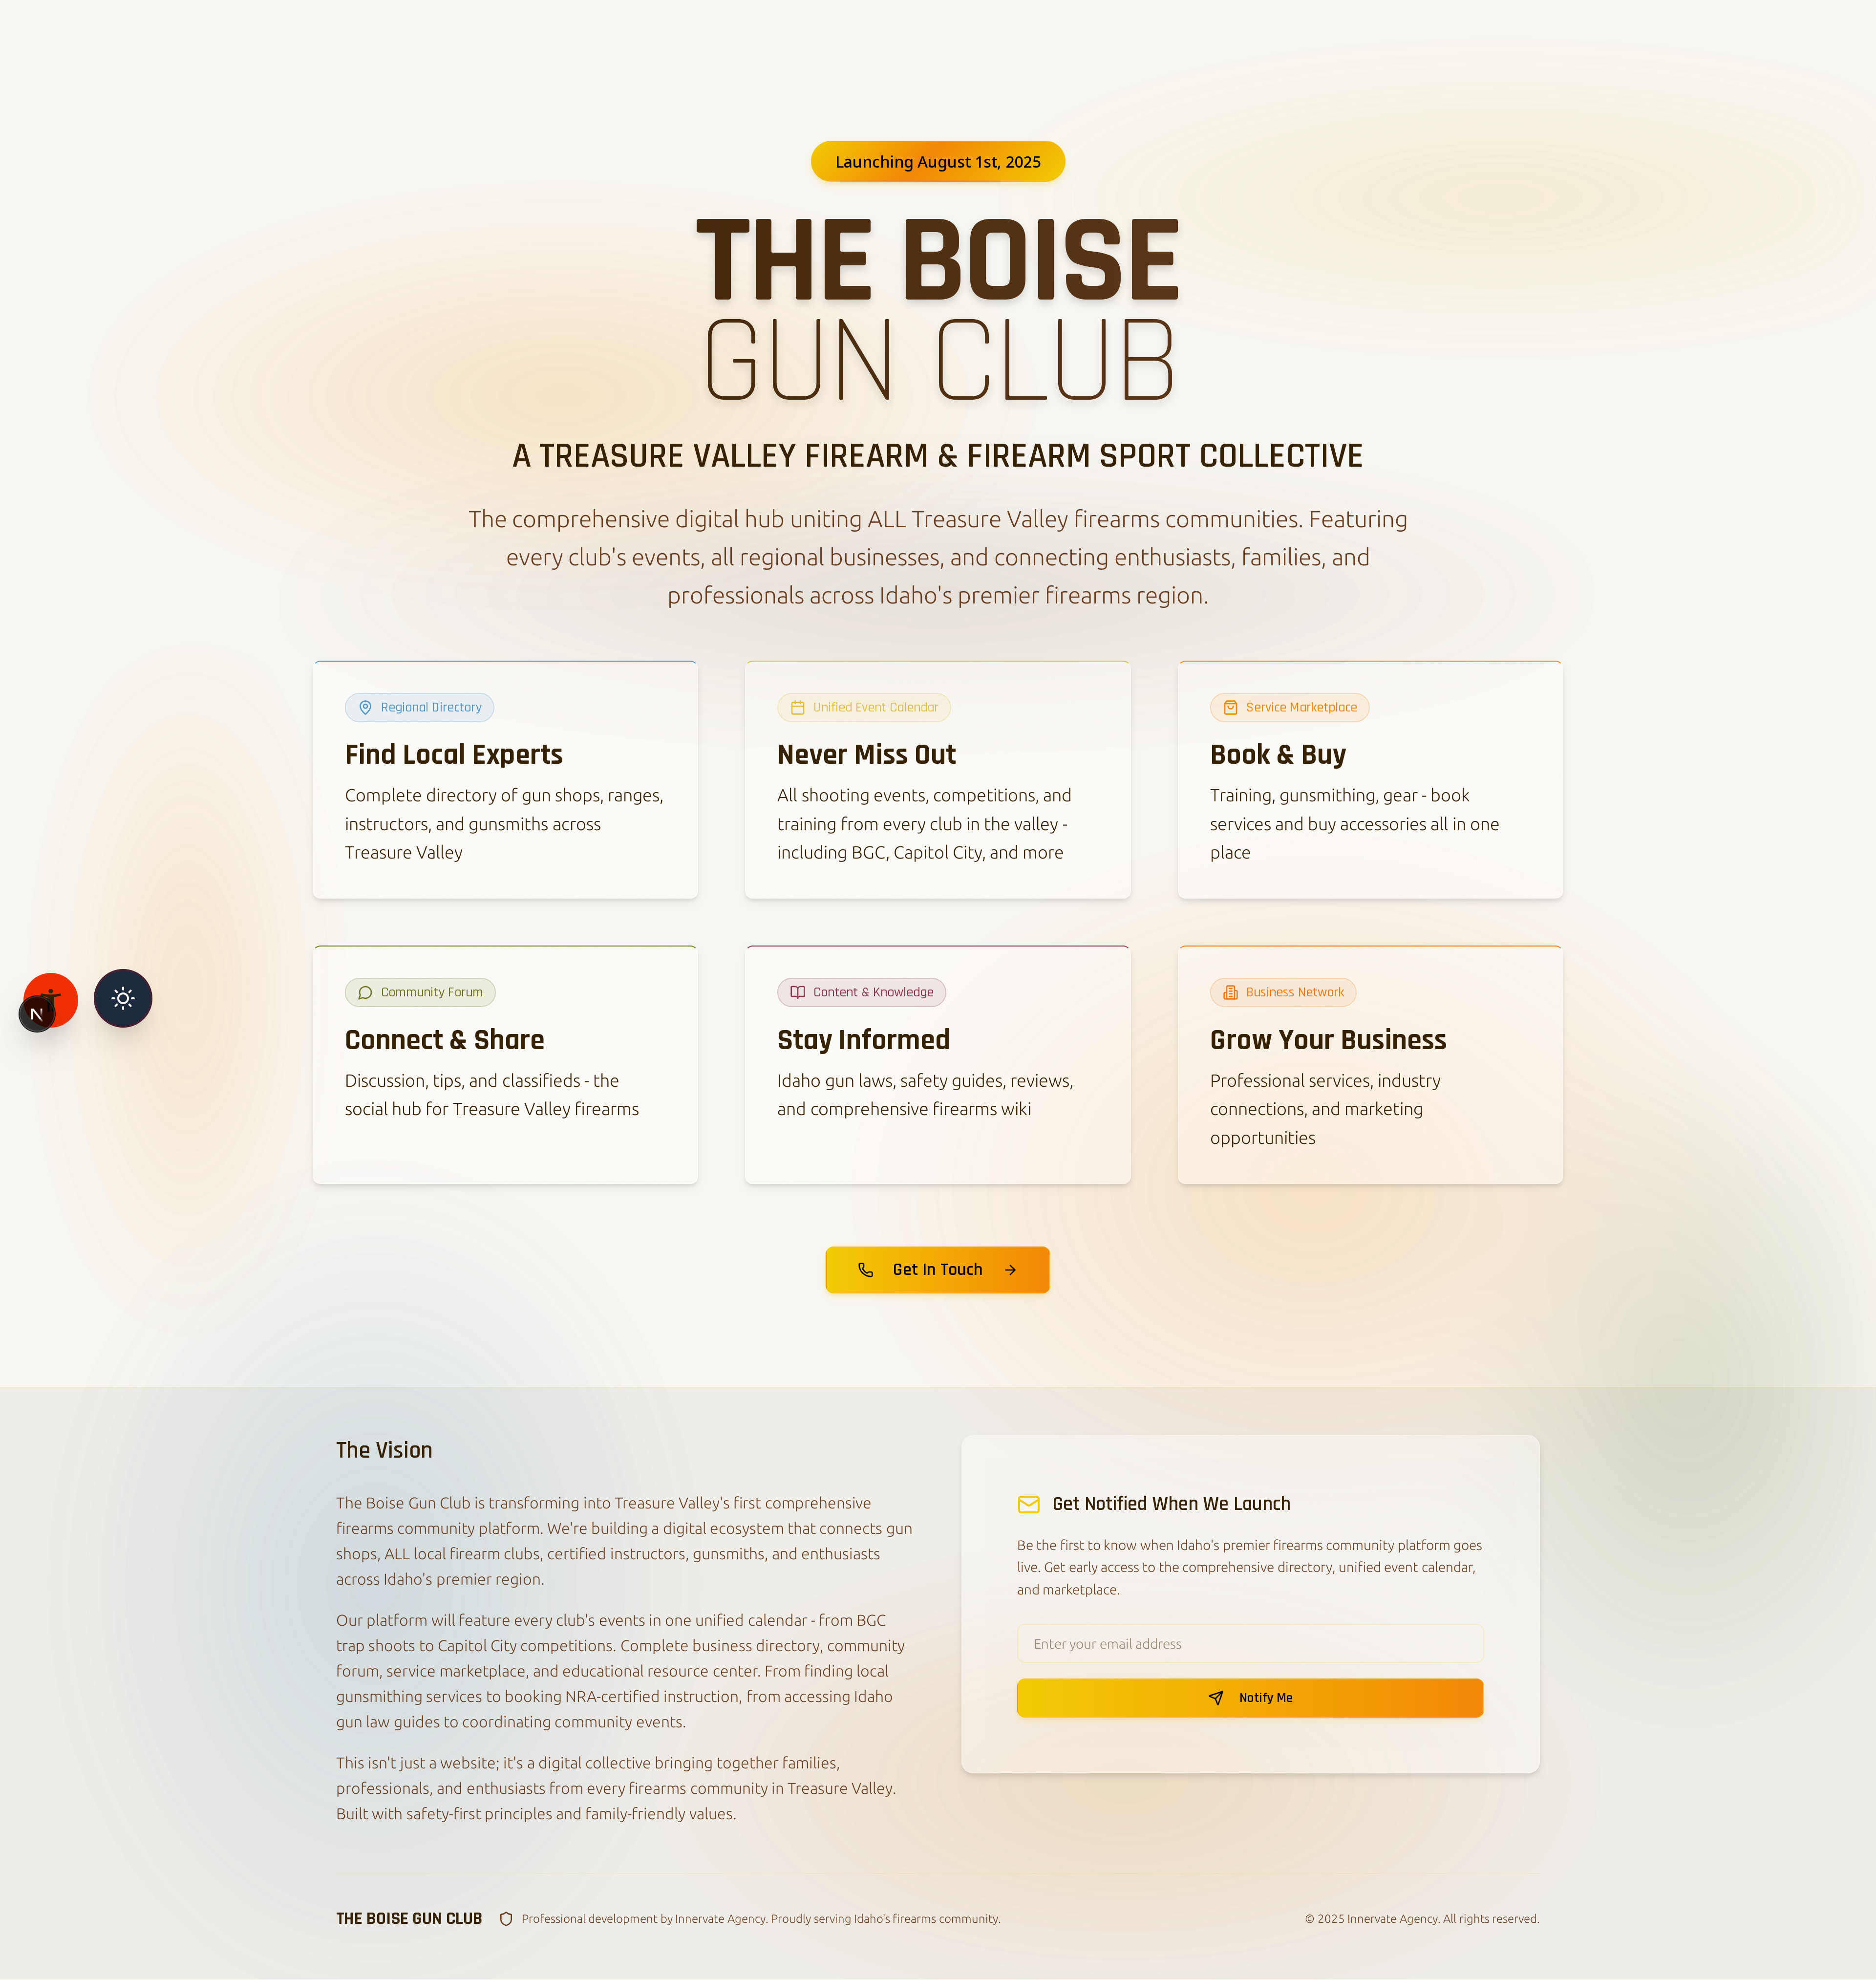 Launching August 1st, 2025
THE BOISE
GUN CLUB
A TREASURE VALLEY FIREARM & FIREARM SPORT COLLECTIVE
The comprehensive digital hub uniting ALL Treasure Valley firearms communities. Featuring
every club's events, all regional businesses, and connecting enthusiasts, families, and
professionals across Idaho's premier firearms region.
Regional Directory
Find Local Experts
Complete directory of gun shops, ranges,
instructors, and gunsmiths across
Treasure Valley
Unified Event Calendar
Never Miss Out
All shooting events, competitions, and
training from every club in the valley -
including BGC, Capitol City, and more
Service Marketplace
Book & Buy
Training, gunsmithing, gear - book
services and buy accessories all in one
place
Community Forum
Connect & Share
Discussion, tips, and classifieds - the
social hub for Treasure Valley firearms
Content & Knowledge
Stay Informed
Idaho gun laws, safety guides, reviews,
and comprehensive firearms wiki
Business Network
Grow Your Business
Professional services, industry
connections, and marketing
opportunities
N
Get In Touch
The Vision
The Boise Gun Club is transforming into Treasure Valley's first comprehensive
firearms community platform. We're building a digital ecosystem that connects gun
shops, ALL local firearm clubs, certified instructors, gunsmiths, and enthusiasts
across Idaho's premier region.
Our platform will feature every club's events in one unified calendar - from BGC
trap shoots to Capitol City competitions. Complete business directory, community
forum, service marketplace, and educational resource center. From finding local
gunsmithing services to booking NRA-certified instruction, from accessing Idaho
gun law guides to coordinating community events.
This isn't just a website; it's a digital collective bringing together families,
professionals, and enthusiasts from every firearms community in Treasure Valley.
Built with safety-first principles and family-friendly values.
Get Notified When We Launch
Be the first to know when Idaho's premier firearms community platform goes
live. Get early access to the comprehensive directory, unified event calendar,
and marketplace.
Enter your email address
Notify Me
THE BOISE GUN CLUB
Professional development by Innervate Agency. Proudly serving Idaho's firearms community.
© 2025 Innervate Agency. All rights reserved.